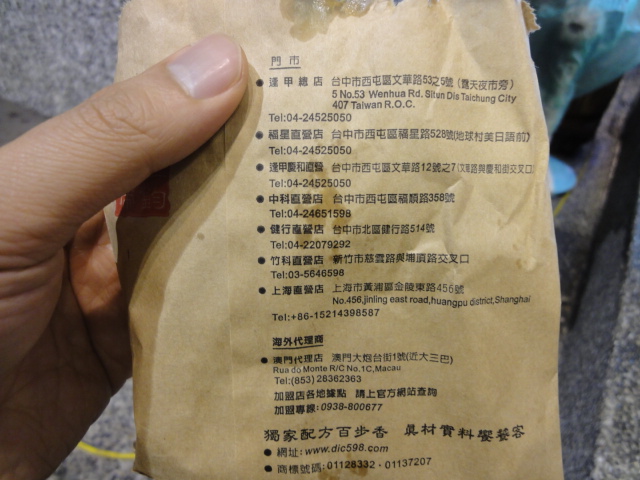 門市
● 逢甲總店 台中市西屯區文華路53之5號(露天夜市旁)
5 No.53 Wenhua Rd. Situn Dis Taichung City
407 Taiwan R.O.C.
Tel:04-24525050
● 福星直營店 台中市西屯區福星路528號(地球村美日語前)
Tel:04-24525050
● 逢甲慶和直營 台中市西屯區文華路12號之7(文華路與慶和街交叉口)
Tel:04-24525050
● 中科直營店 台中市西屯區福順路358號
Tel:04-24651598
● 健行直營店 台中市北區健行路514號
Tel:04-22079292
● 竹科直營店 新竹市慈雲路與埔頂路交叉口
Tel:03-5646598
● 上海直營店 上海市黃浦區金陵東路456號
No.456,jinling east road,huangpu district,Shanghai
Tel:+86-15214398587
海外代理商
● 澳門代理店 澳門大炮台街1號(近大三巴)
Rua do Monte R/C No.1C,Macau
Tel:(853) 28362363
加盟店各地據點 請上官方網站查詢
加盟專線:0938-800677
獨家配方百步香 真材實料饗饕客
● 網址:www.dic598.com
● 商標號碼:01128332、01137207